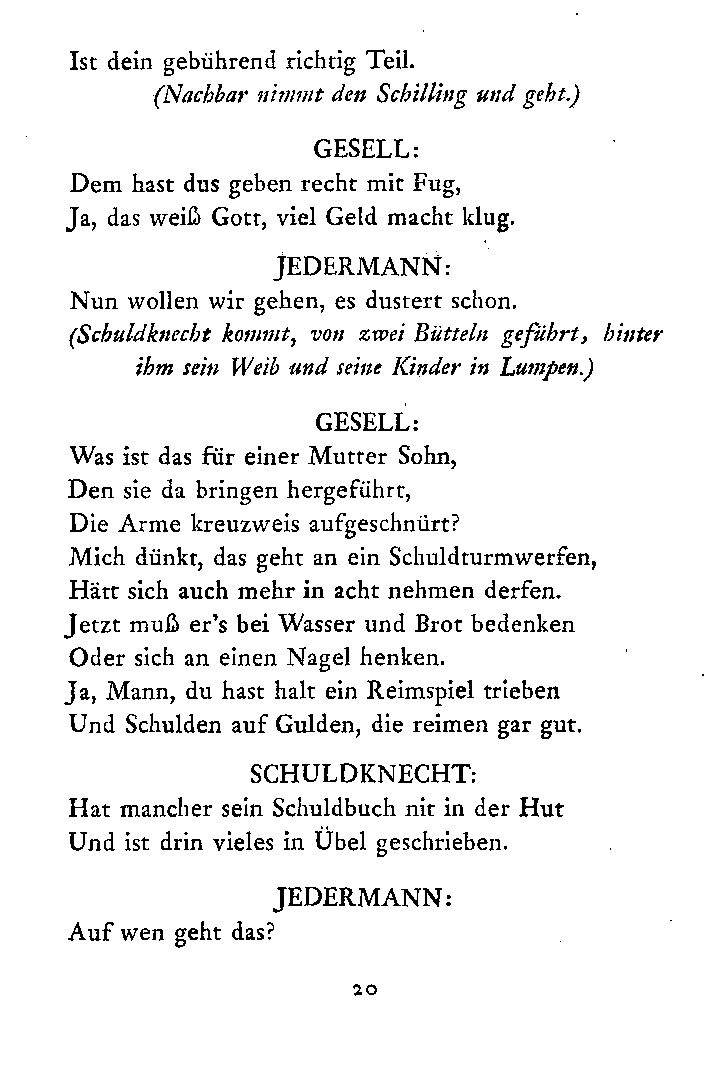 Ist dein gebührend richtig Teil.
(Nachbar nimmt den Schilling und geht.)
GESELL:
Dem hast dus geben recht mit Fug,
Ja, das weiß Gott, viel Geld macht klug.
JEDERMANN:
Nun wollen wir gehen, es dustert schon.
(Schuldknecht kommt, von zwei Bütteln geführt, hinter
ihm sein Weib und seine Kinder in Lumpen.)
GESELL:
Was ist das für einer Mutter Sohn,
Den sie da bringen hergeführt,
Die Arme kreuzweis aufgeschnürt?
Mich dünkt, das geht an ein Schuldturmwerfen,
Hätt sich auch mehr in acht nehmen derfen.
Jetzt muß er's bei Wasser und Brot bedenken
Oder sich an einen Nagel henken.
Ja, Mann, du hast halt ein Reimspiel trieben
Und Schulden auf Gulden, die reimen gar gut.
SCHULDKNECHT:
Hat mancher sein Schuldbuch nit in der Hut
Und ist drin vieles in Übel geschrieben.
JEDERMANN:
Auf wen geht das?
20